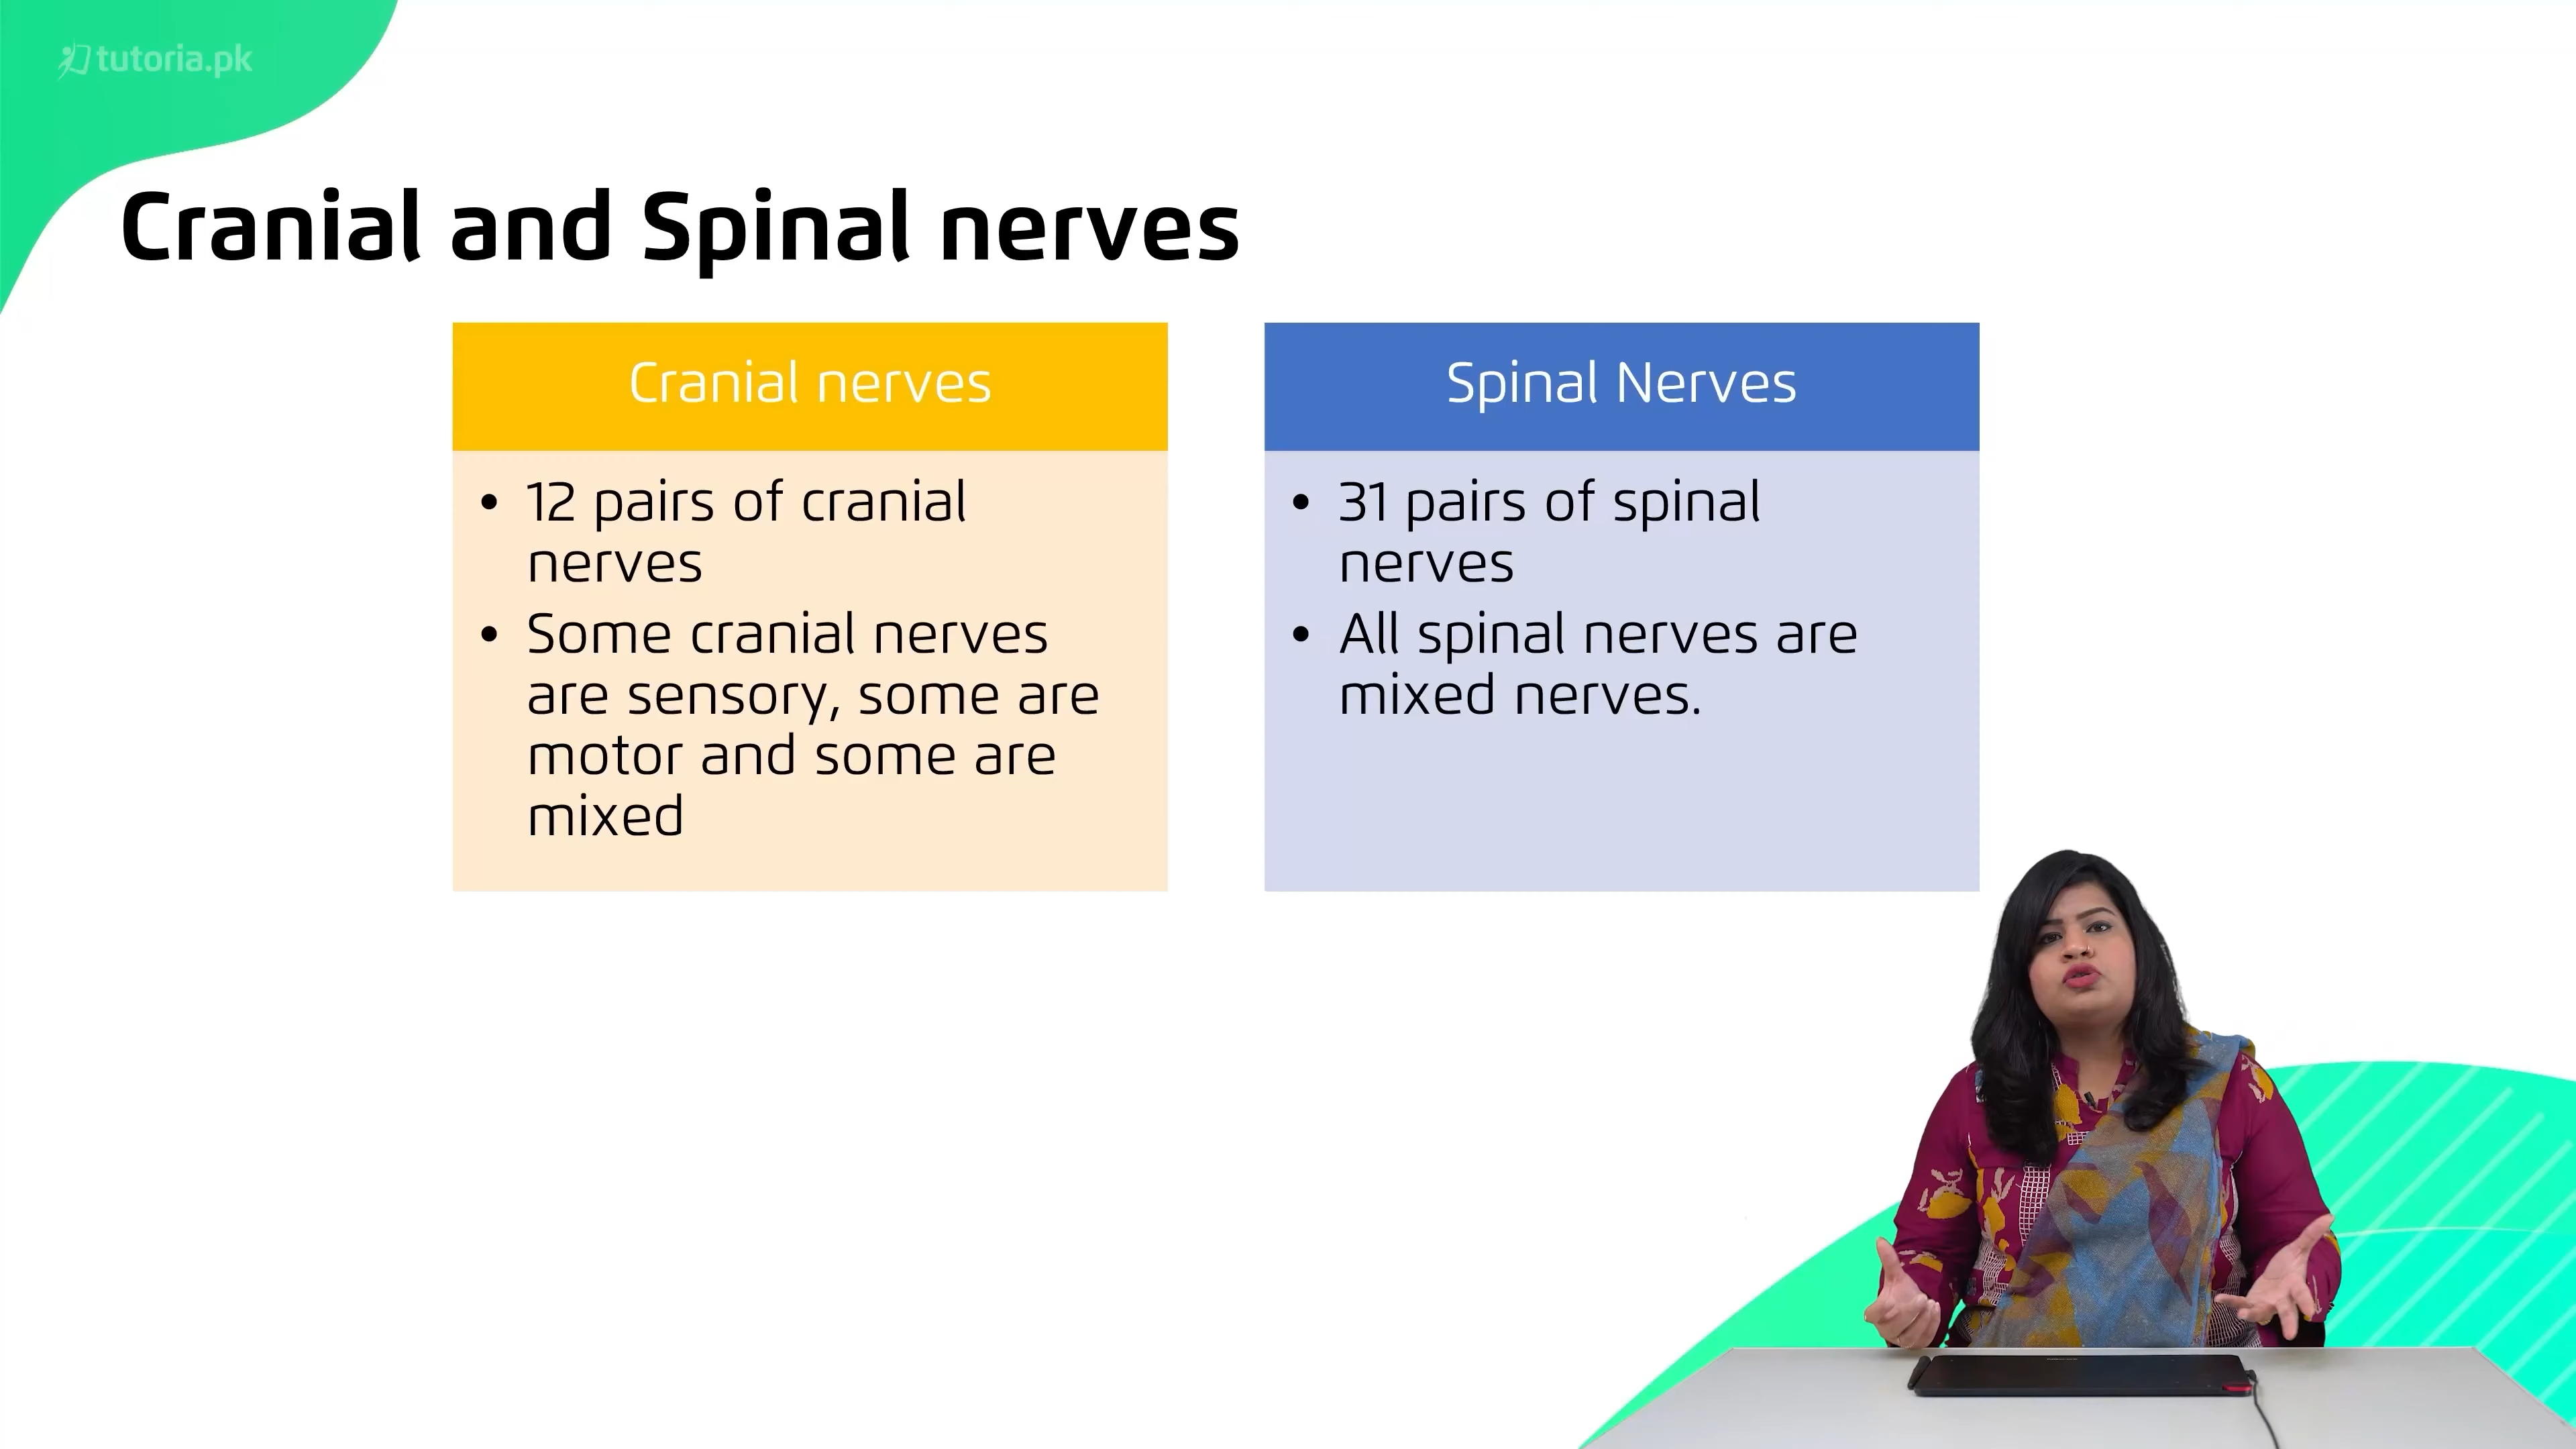 tutoria.pk
Cranial and Spinal nerves
Cranial nerves
• 12 pairs of cranial
nerves
• Some cranial nerves
are sensory, some are
motor and some are
mixed
Spinal Nerves
• 31 pairs of spinal
nerves
• All spinal nerves are
mixed nerves.